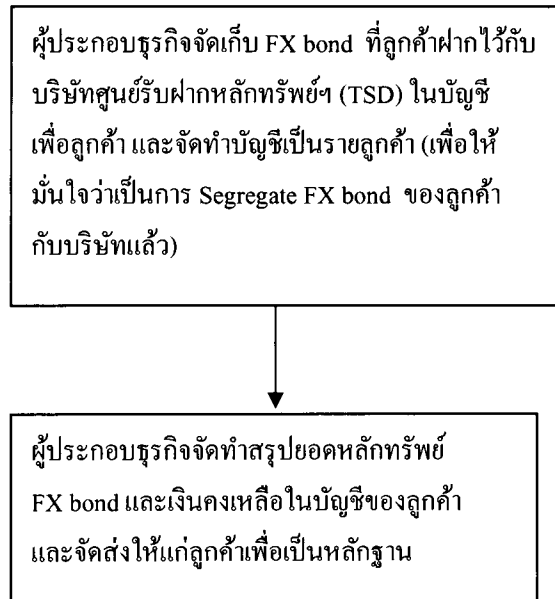 ผู้ประกอบธุรกิจจัดเก็บ FX bond ที่ลูกค้าฝากไว้กับ
บริษัทศูนย์รับฝากหลักทรัพย์ฯ (TSD) ในบัญชี
เพื่อลูกค้า และจัดทำบัญชีเป็นรายลูกค้า (เพื่อให้
มั่นใจว่าเป็นการ Segregate FX bond ของลูกค้า
กับบริษัทแล้ว)
ผู้ประกอบธุรกิจจัดทำสรุปยอดหลักทรัพย์
FX bond และเงินคงเหลือในบัญชีของลูกค้า
และจัดส่งให้แก่ลูกค้าเพื่อเป็นหลักฐาน